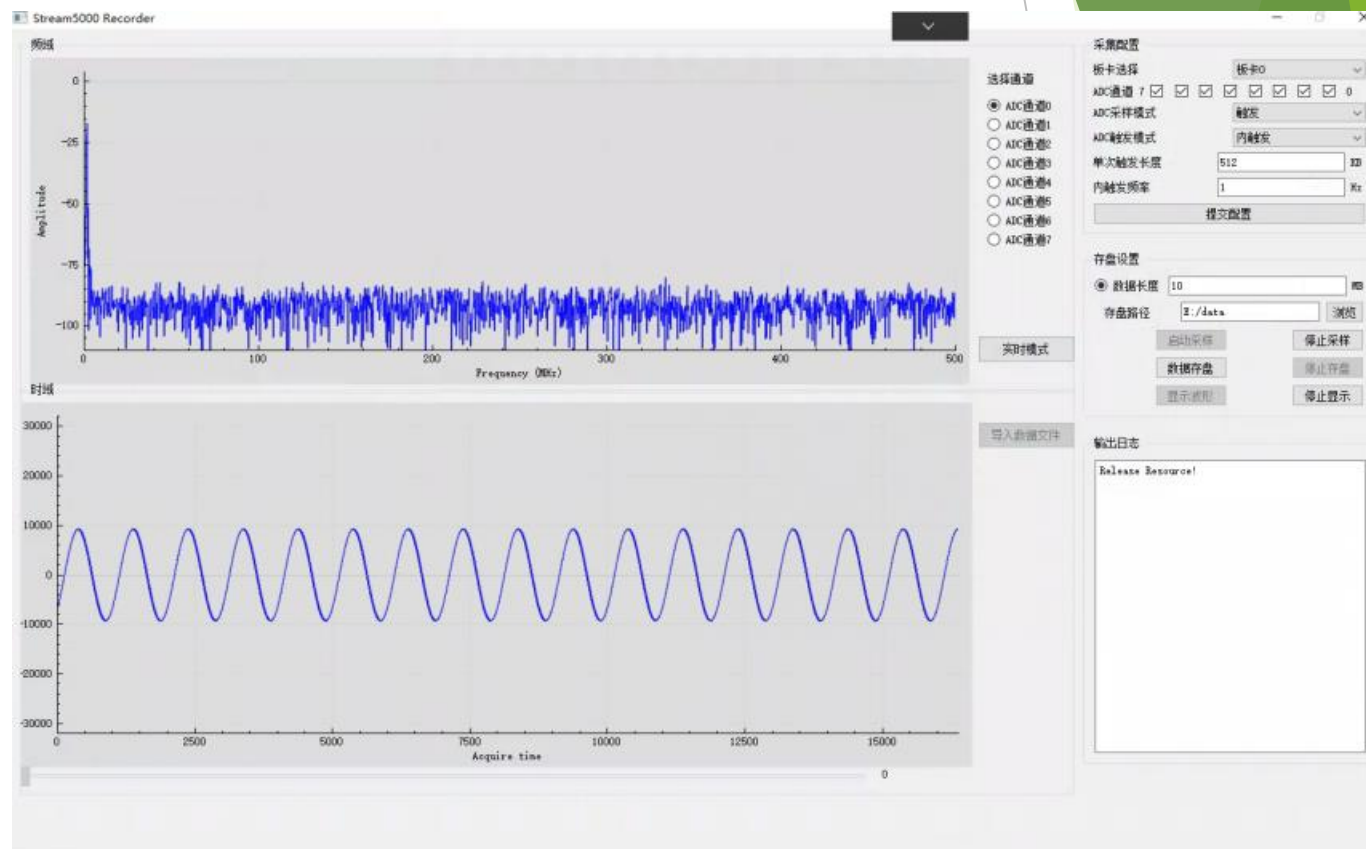 Stream5000 Recorder
频域
0
-25
-50
-75
-100
Amplitude
0 100 200 300 400 500
Frequency (MHz)
选择通道
ADC通道0
ADC通道1
ADC通道2
ADC通道3
ADC通道4
ADC通道5
ADC通道6
ADC通道7
实时模式
时域
30000
20000
10000
0
-10000
-20000
-30000
0 2500 5000 7500 10000 12500 15000
Acquire time
0
导入数据文件
采集配置
板卡选择 板卡0
ADC通道 7 0
ADC采样模式 触发
ADC触发模式 内触发
单次触发长度 512 KB
内触发频率 1 Hz
提交配置
存盘设置
数据长度 10 MB
存盘路径 E:/data 浏览
启动采样 停止采样
数据存盘 停止存盘
显示波形 停止显示
输出日志
Release Resource!